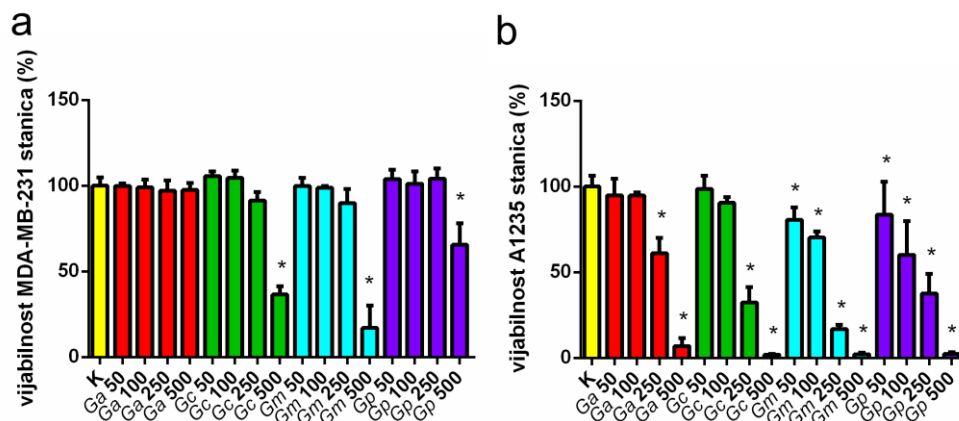 a
vijabilnost MDA-MB-231 stanica (%)
150
100
50
0
*
*
*
K
Ga 50
Ga 100
Ga 250
Ga 500
Gc 50
Gc 100
Gc 250
Gc 500
Gm 50
Gm 100
Gm 250
Gm 500
Gp 50
Gp 100
Gp 250
Gp 500
b
vijabilnost A1235 stanica (%)
150
100
50
0
*
*
*
*
*
*
*
*
*
*
*
*
K
Ga 50
Ga 100
Ga 250
Ga 500
Gc 50
Gc 100
Gc 250
Gc 500
Gm 50
Gm 100
Gm 250
Gm 500
Gp 50
Gp 100
Gp 250
Gp 500